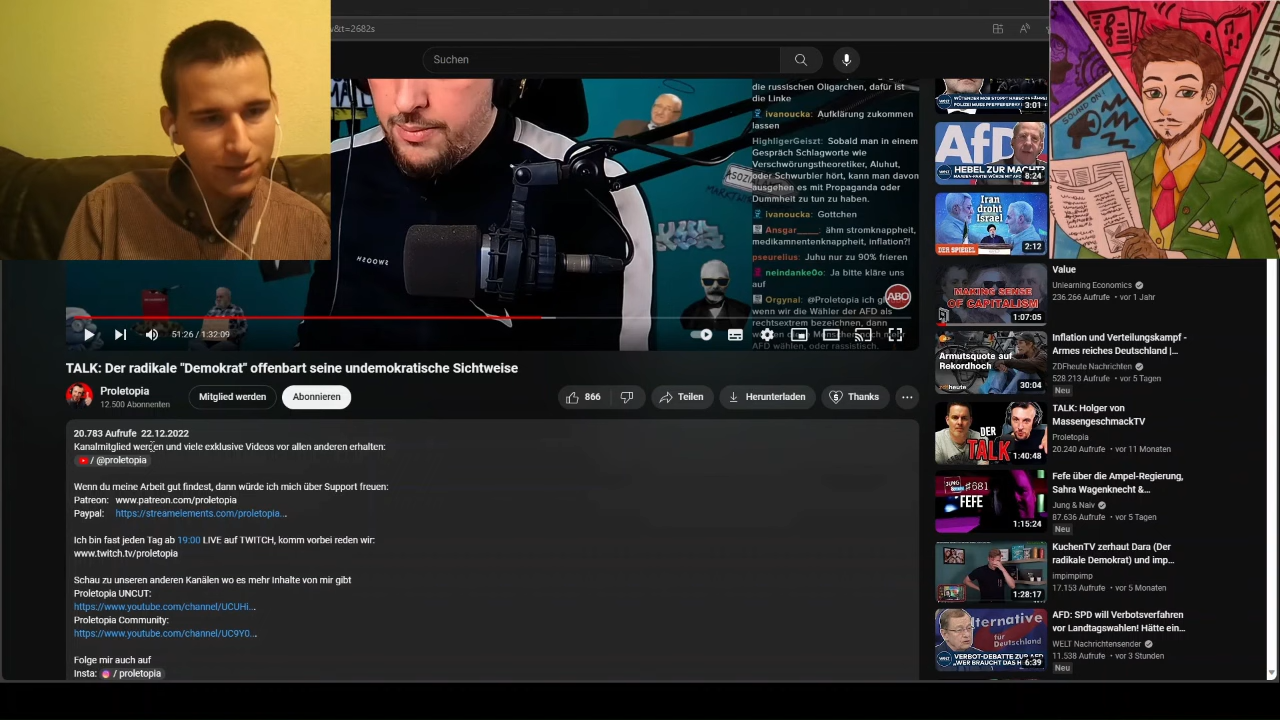 v&t=2682s
Suchen
die russischen Oligarchen, dafür ist
die Linke
ivanoucka: Aufklärung zukommen
lassen
HighligerGeiszt: Sobald man in einem
Gespräch Schlagworte wie
Verschwörungstheoretiker, Aluhut,
oder Schwurbler hört, kann man davon
ausgehen es mit Propaganda oder
Dummheit zu tun zu haben.
ivanoucka: Gottchen
Ansgar____: ähm stromknappheit,
medikamnentenknappheit, inflation?!
pseurelius: Juhu nur zu 90% frieren
neindanke0o: Ja bitte kläre uns
auf
Orgynal: @Proletopia ich
wenn wir die Wähler der AFD als
rechtsextrem bezeichnen, dann
AFD wählen, oder rassistisch.
ABO
51:26 / 1:32:09
TALK: Der radikale "Demokrat" offenbart seine undemokratische Sichtweise
Proletopia
12.500 Abonnenten
Mitglied werden
Abonnieren
866
Teilen
Herunterladen
Thanks
20.783 Aufrufe 22.12.2022
Kanalmitglied werden und viele exklusive Videos vor allen anderen erhalten:
/ @proletopia
Wenn du meine Arbeit gut findest, dann würde ich mich über Support freuen:
Patreon: www.patreon.com/proletopia
Paypal: https://streamelements.com/proletopia...
Ich bin fast jeden Tag ab 19:00 LIVE auf TWITCH, komm vorbei reden wir:
www.twitch.tv/proletopia
Schau zu unseren anderen Kanälen wo es mehr Inhalte von mir gibt
Proletopia UNCUT:
https://www.youtube.com/channel/UCUHi...
Proletopia Community:
https://www.youtube.com/channel/UC9Y0...
Folge mir auch auf
Insta: / proletopia
3:01
AfD
HEBEL ZUR MACHT?
8:24
Iran
droht
Israel
DER SPIEGEL
2:12
SOUND ON!
Value
Unlearning Economics
236.266 Aufrufe • vor 1 Jahr
MAKING SENSE
OF CAPITALISM
1:07:05
Inflation und Verteilungskampf -
Armes reiches Deutschland |...
ZDFheute Nachrichten
528.213 Aufrufe • vor 5 Tagen
Neu
Armutsquote auf
Rekordhoch
30:04
TALK: Holger von
MassengeschmackTV
Proletopia
20.240 Aufrufe • vor 11 Monaten
DER
TALK
1:40:48
Fefe über die Ampel-Regierung,
Sahra Wagenknecht &...
Jung & Naiv
87.636 Aufrufe • vor 5 Tagen
Neu
#681
FEFE
1:15:24
KuchenTV zerhaut Dara (Der
radikale Demokrat) und imp...
impimpimp
17.153 Aufrufe • vor 5 Monaten
1:28:17
AFD: SPD will Verbotsverfahren
vor Landtagswahlen! Hätte ein...
WELT Nachrichtensender
11.538 Aufrufe • vor 3 Stunden
Neu
6:39